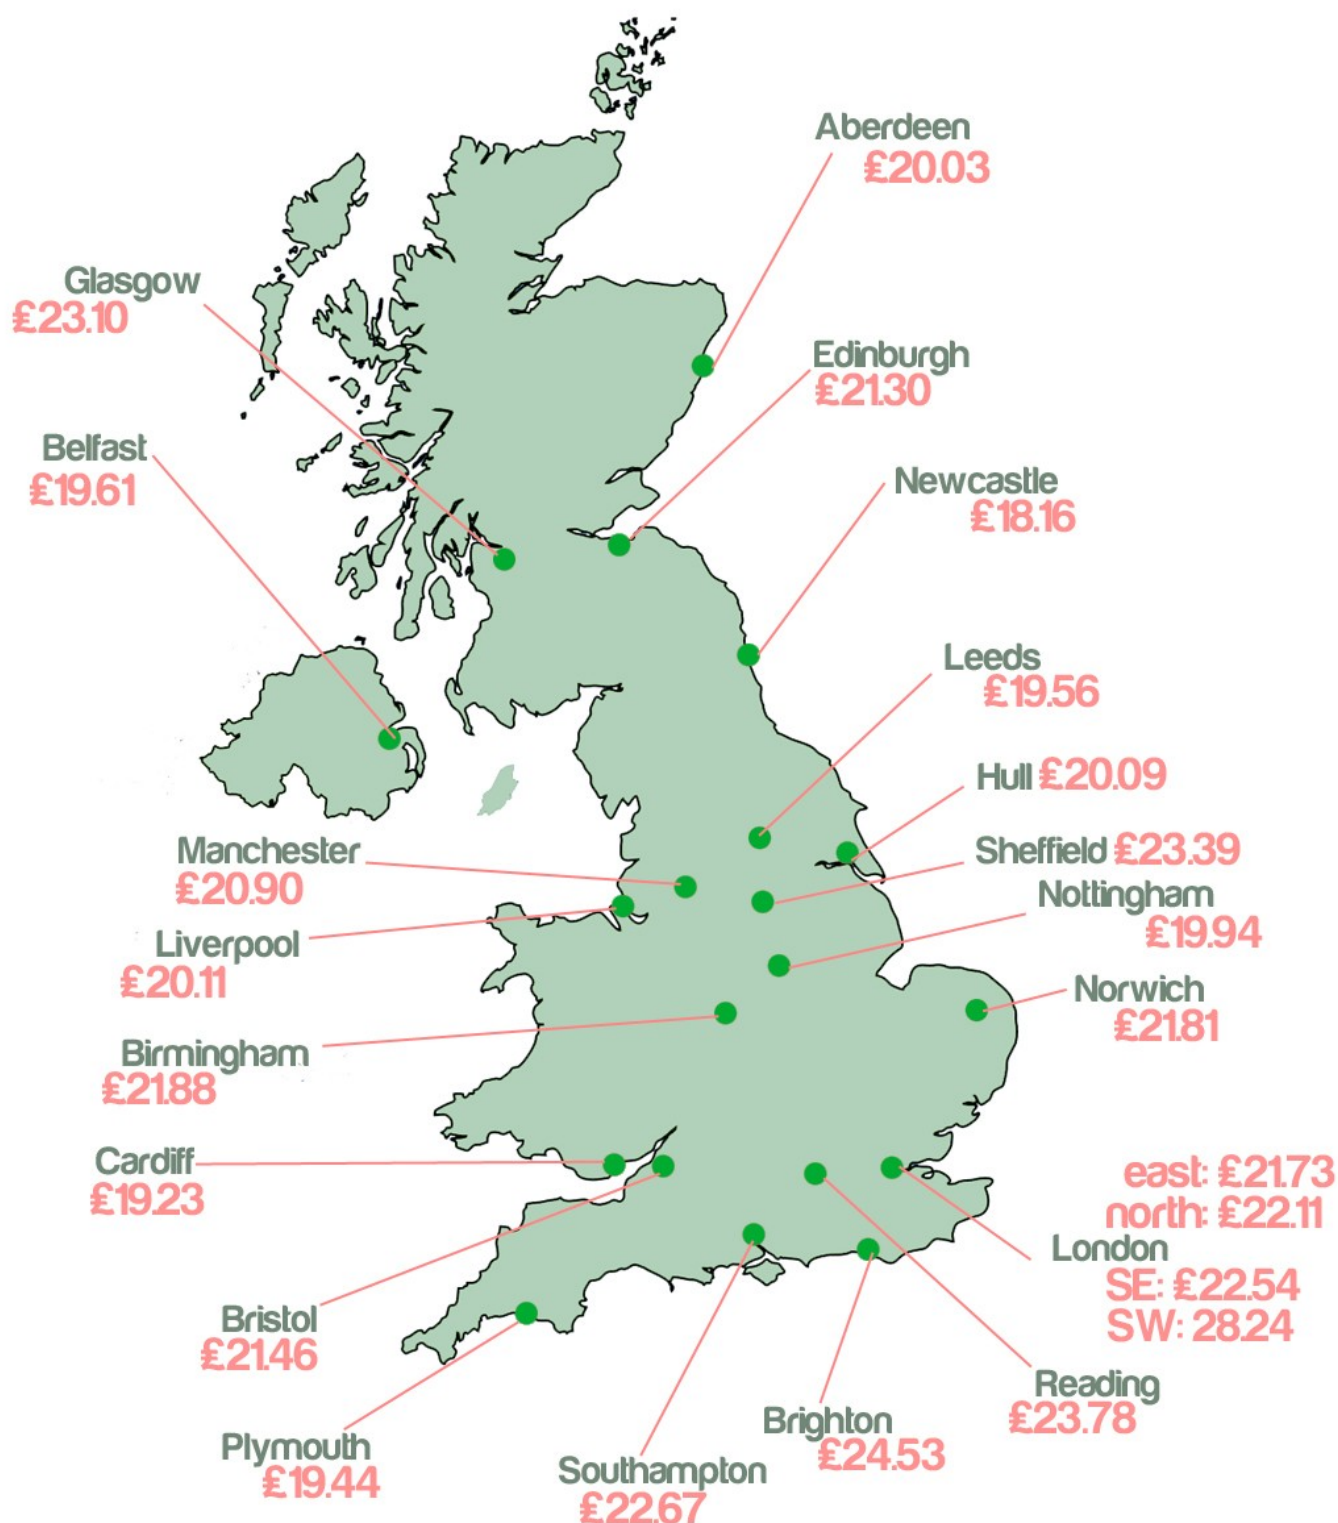 Aberdeen
£20.03
Glasgow
£23.10
Edinburgh
£21.30
Belfast
£19.61
Newcastle
£18.16
Leeds
£19.56
Hull £20.09
Manchester
£20.90
Sheffield £23.39
Nottingham
£19.94
Liverpool
£20.11
Norwich
£21.81
Birmingham
£21.88
Cardiff
£19.23
east: £21.73
north: £22.11
London
SE: £22.54
SW: 28.24
Bristol
£21.46
Reading
£23.78
Brighton
£24.53
Plymouth
£19.44
Southampton
£22.67